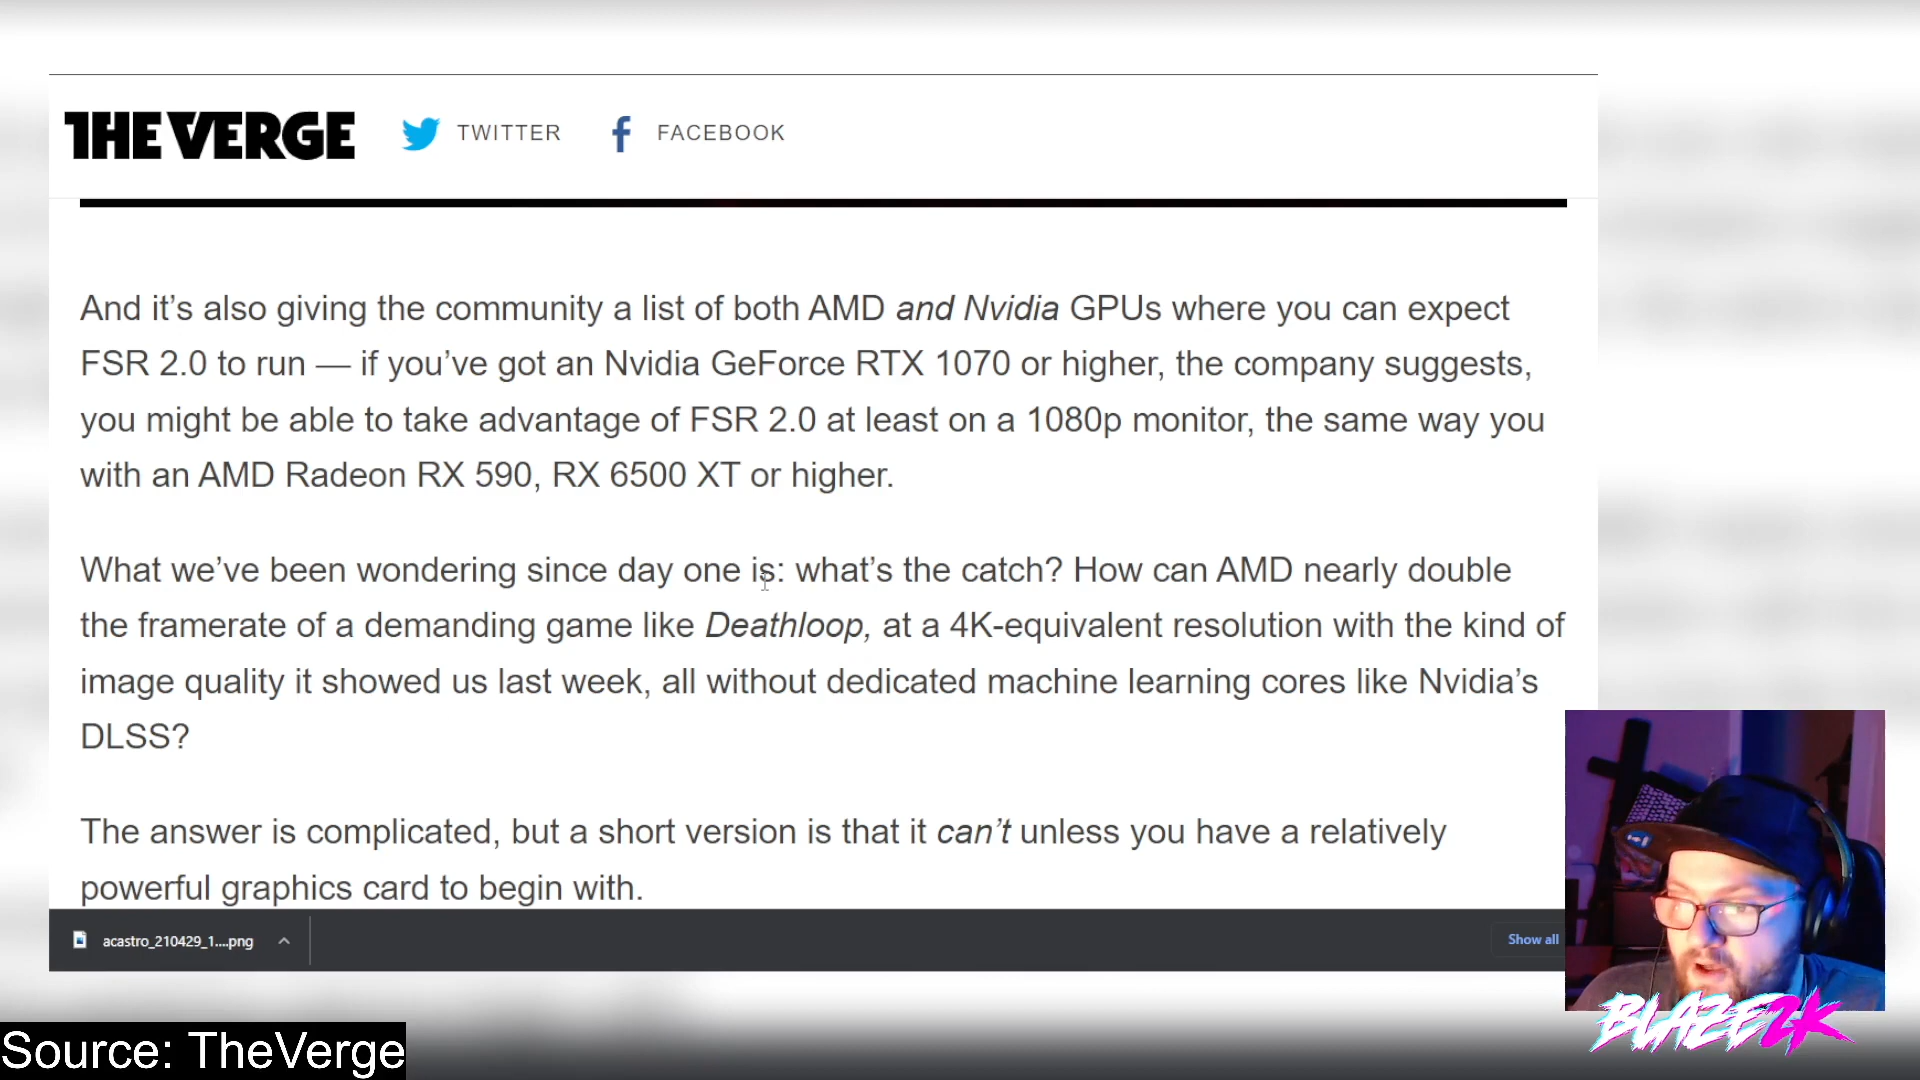 THE VERGE
TWITTER
FACEBOOK
And it’s also giving the community a list of both AMD and Nvidia GPUs where you can expect
FSR 2.0 to run — if you’ve got an Nvidia GeForce RTX 1070 or higher, the company suggests,
you might be able to take advantage of FSR 2.0 at least on a 1080p monitor, the same way you
with an AMD Radeon RX 590, RX 6500 XT or higher.
What we’ve been wondering since day one is: what’s the catch? How can AMD nearly double
the framerate of a demanding game like Deathloop, at a 4K-equivalent resolution with the kind of
image quality it showed us last week, all without dedicated machine learning cores like Nvidia’s
DLSS?
The answer is complicated, but a short version is that it can’t unless you have a relatively
powerful graphics card to begin with.
acastro_210429_1....png
Show all
BLAZE2K
Source: TheVerge